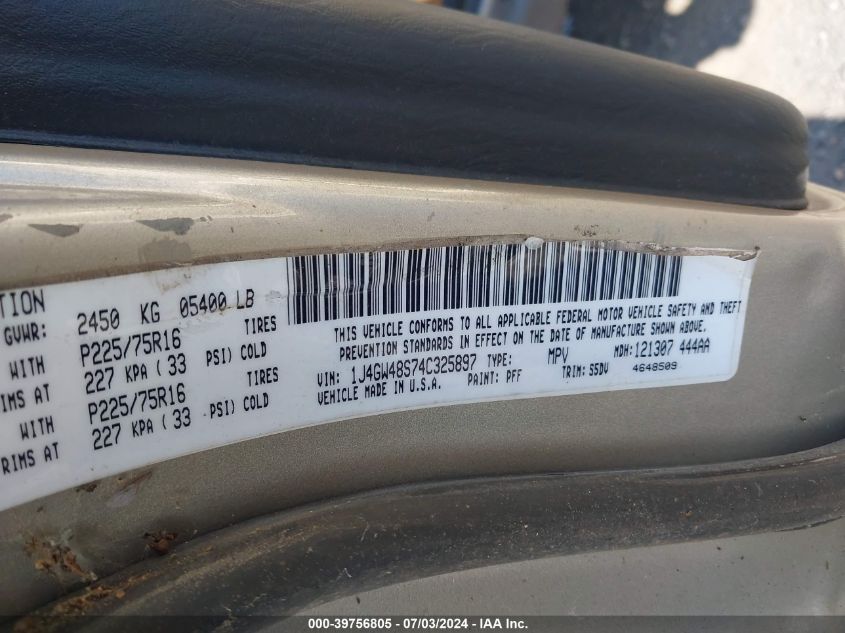 TION
GVWR: 2450 KG 05400 LB
WITH P225/75R16 TIRES
RIMS AT 227 KPA ( 33 PSI) COLD
WITH P225/75R16 TIRES
RIMS AT 227 KPA ( 33 PSI) COLD
THIS VEHICLE CONFORMS TO ALL APPLICABLE FEDERAL MOTOR VEHICLE SAFETY AND THEFT
PREVENTION STANDARDS IN EFFECT ON THE DATE OF MANUFACTURE SHOWN ABOVE.
VIN: 1J4GW48S74C325897 TYPE: MPV MDH: 121307 444AA
VEHICLE MADE IN U.S.A. PAINT: PFF TRIM: S5DV 4648509
000-39756805 - 07/03/2024 - IAA Inc.